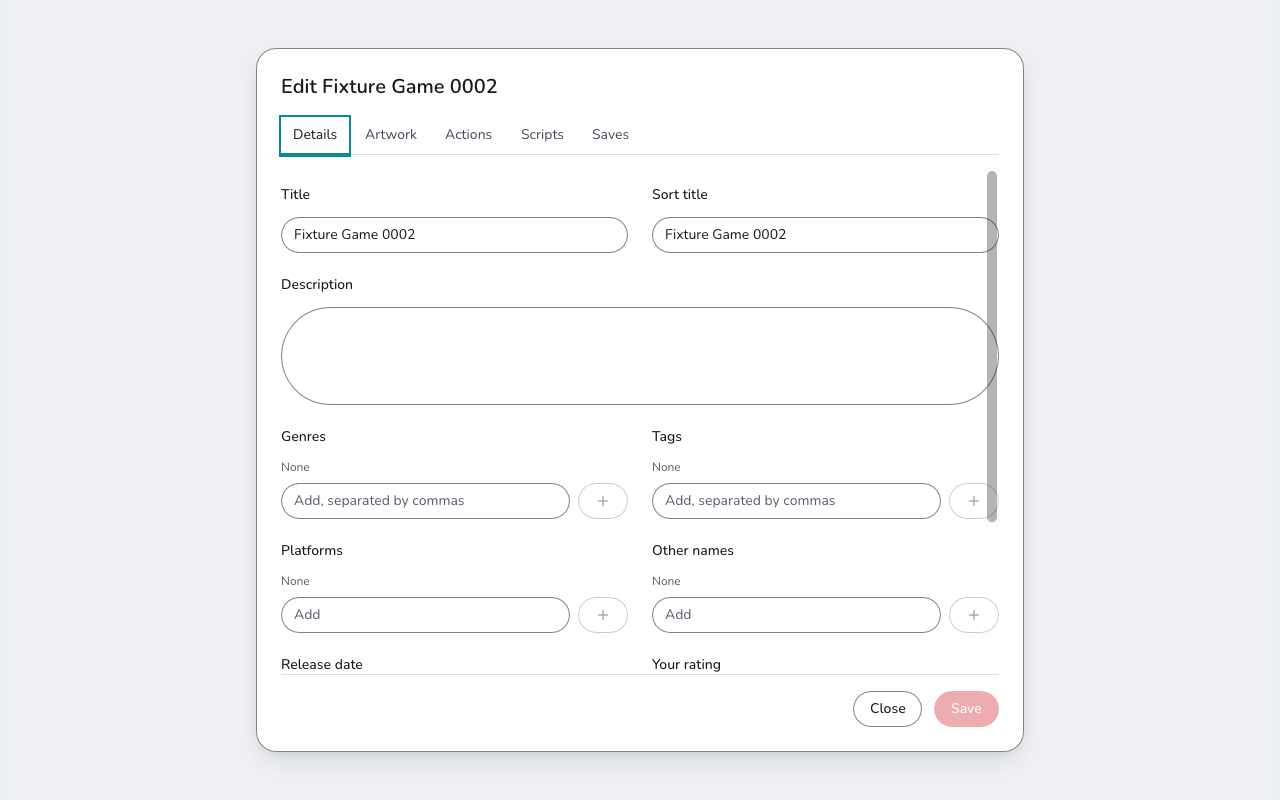 Edit Fixture Game 0002
Details Artwork Actions Scripts Saves
Title Sort title
Fixture Game 0002 Fixture Game 0002
Description
Genres Tags
None None
Add, separated by commas + Add, separated by commas +
Platforms Other names
None None
Add + Add +
Release date Your rating
Close Save